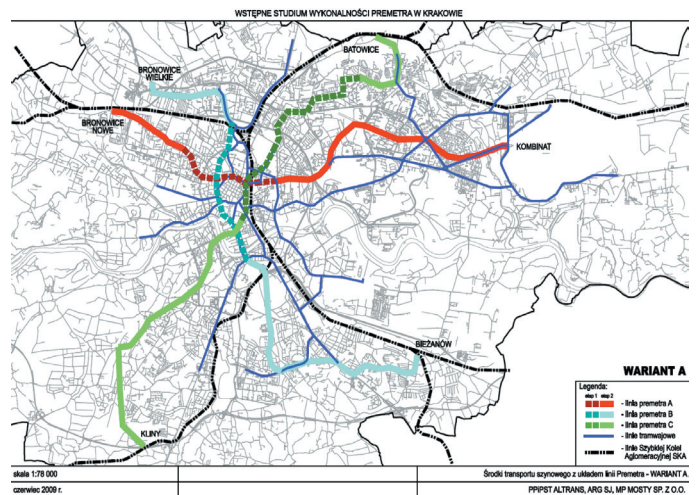 WSTĘPNE STUDIUM WYKONALNOŚCI PREMETRA W KRAKOWIE
BATOWICE
BRONOWICE
WIELKIE
BRONOWICE
NOWE
KOMBINAT
BIEŻANÓW
KLINY
WARIANT A
Legenda:
etap 1 etap 2
- linia premetra A
- linia premetra B
- linia premetra C
- linie tramwajowe
- linie Szybkiej Kolei
Aglomeracyjnej SKA
skala 1:78 000
Środki transportu szynowego z układem linii Premetra - WARIANT A
czerwiec 2009 r.
PPiPST ALTRANS, ARG SJ, MP MOSTY SP. Z O.O.